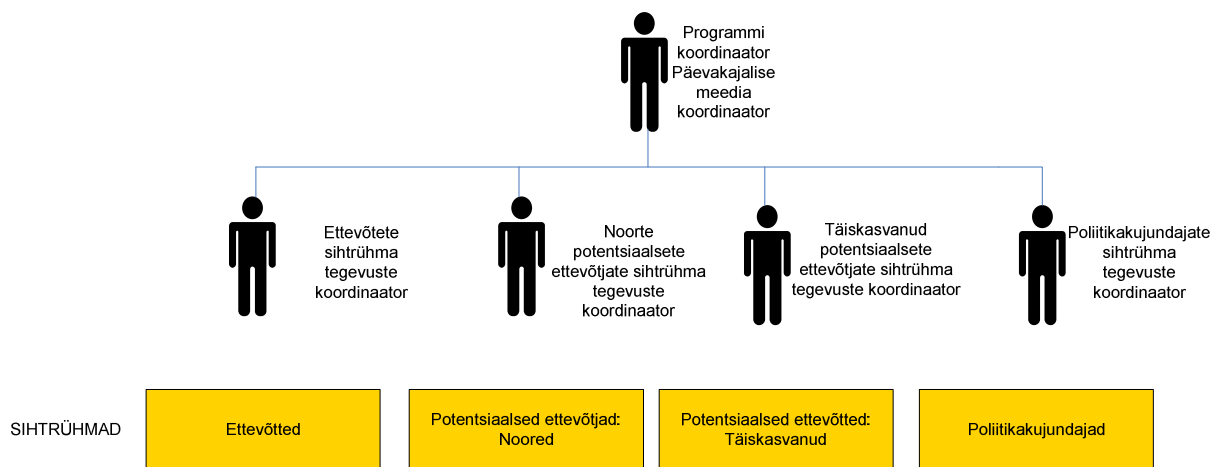 Programmi
koordinaator
Päevakajalise
meedia
koordinaator
Ettevõtete
sihtrühma
tegevuste
koordinaator
Noorte
potentsiaalsete
ettevõtjate sihtrühma
tegevuste
koordinaator
Täiskasvanud
potentsiaalsete
ettevõtjate sihtrühma
tegevuste koordinaator
Poliitikakujundajate
sihtrühma
tegevuste
koordinaator
SIHTRÜHMAD
Ettevõtted
Potentsiaalsed ettevõtjad:
Noored
Potentsiaalsed ettevõtted:
Täiskasvanud
Poliitikakujundajad